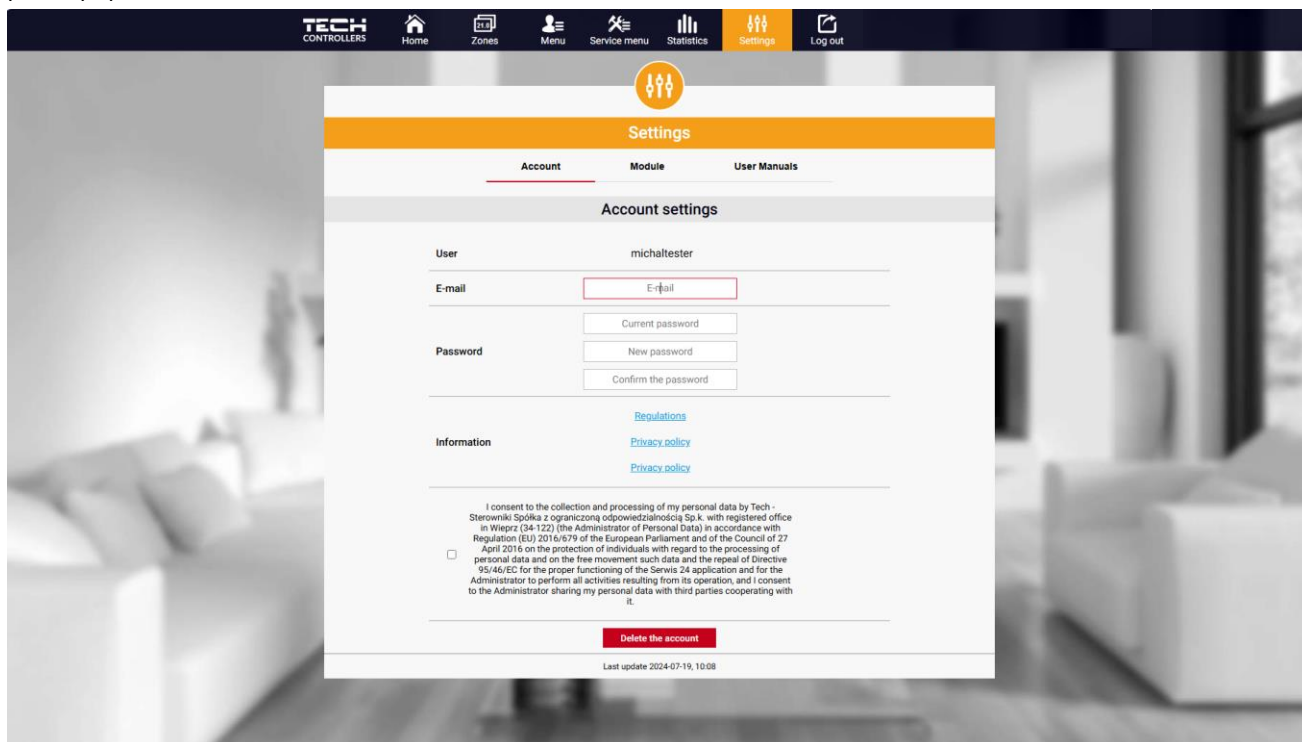 TECH
CONTROLLERS
Home
21.0
Zones
Menu
Service menu
Statistics
Settings
Log out
Settings
Account Module User Manuals
Account settings
User michaltester
E-mail E-mail
Current password
Password New password
Confirm the password
Regulations
Information Privacy policy
Privacy policy
I consent to the collection and processing of my personal data by Tech -
Sterowniki Spółka z ograniczoną odpowiedzialnością Sp.k. with registered office
in Wieprz (34-122) (the Administrator of Personal Data) in accordance with
Regulation (EU) 2016/679 of the European Parliament and of the Council of 27
April 2016 on the protection of individuals with regard to the processing of
personal data and on the free movement such data and the repeal of Directive
95/46/EC for the proper functioning of the Serwis 24 application and for the
Administrator to perform all activities resulting from its operation, and I consent
to the Administrator sharing my personal data with third parties cooperating with
it.
Delete the account
Last update 2024-07-19, 10:08